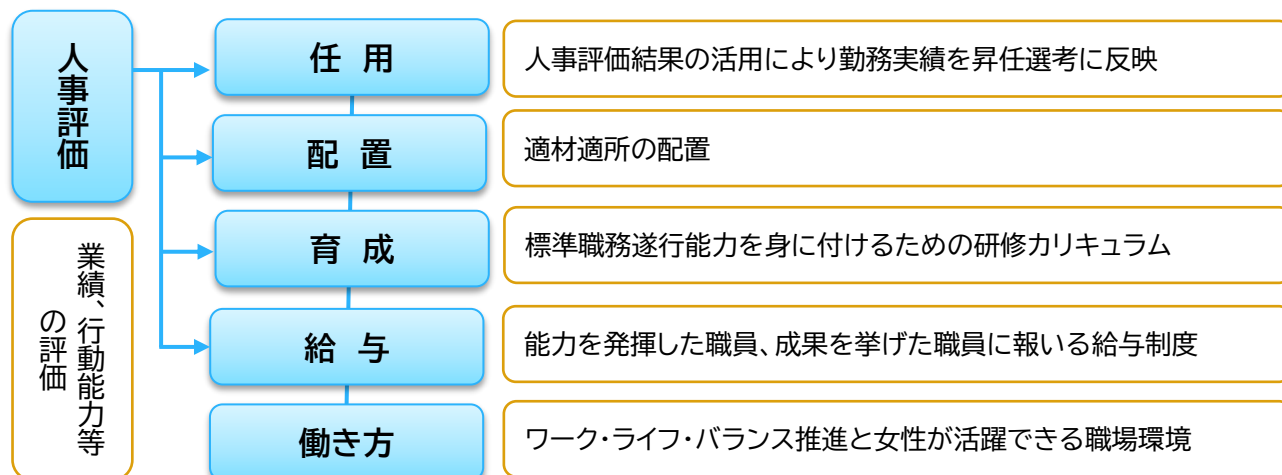 人事評価
業績、行動能力等
の評価
任 用
人事評価結果の活用により勤務実績を昇任選考に反映
配 置
適材適所の配置
育 成
標準職務遂行能力を身に付けるための研修カリキュラム
給 与
能力を発揮した職員、成果を挙げた職員に報いる給与制度
働き方
ワーク・ライフ・バランス推進と女性が活躍できる職場環境